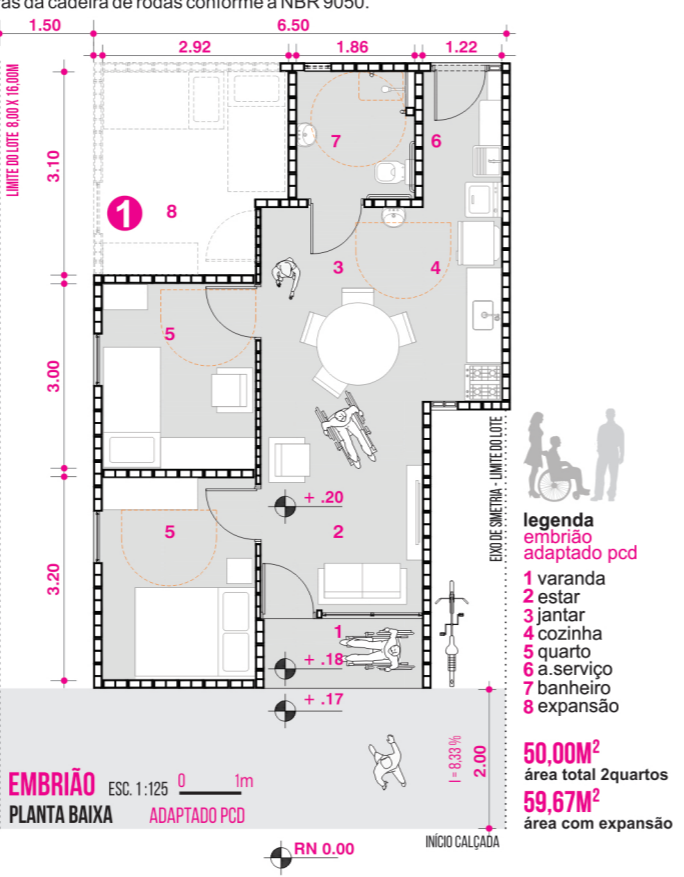 as da cadeira de rodas conforme a NBR 9050.
1.50
6.50
2.92
1.86
1.22
LIMITE DO LOTE 8,00 X 16,00M
3.10
7
6
1
8
3
4
5
3.00
EIXO DE SIMETRIA - LIMITE DO LOTE
+ .20
5
2
3.20
1
+ .18
+ .17
legenda
embrião
adaptado pcd
1 varanda
2 estar
3 jantar
4 cozinha
5 quarto
6 a.serviço
7 banheiro
8 expansão
50,00M²
área total 2quartos
59,67M²
área com expansão
I = 8,33 %
2.00
EMBRIÃO ESC. 1:125 0 1m
PLANTA BAIXA ADAPTADO PCD
INÍCIO CALÇADA
RN 0.00